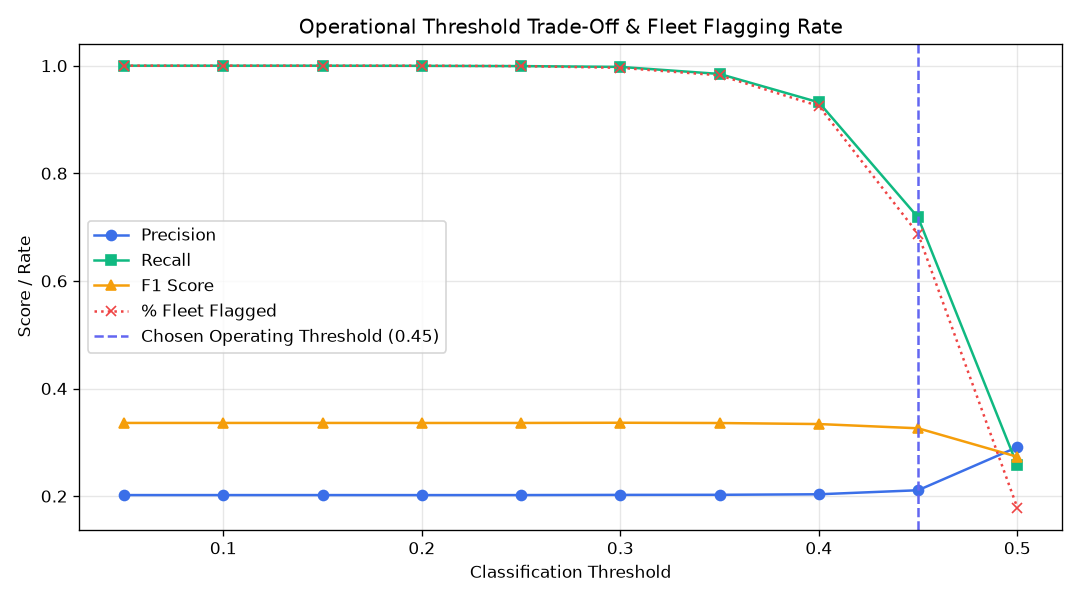 Operational Threshold Trade-Off & Fleet Flagging Rate
1.0
0.8
0.6
0.4
0.2
Score / Rate
Precision
Recall
F1 Score
% Fleet Flagged
Chosen Operating Threshold (0.45)
0.1
0.2
0.3
0.4
0.5
Classification Threshold